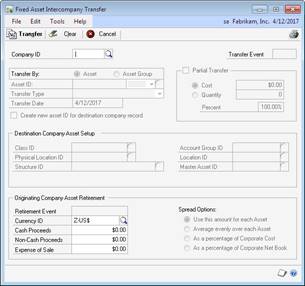 Fixed Asset Intercompany Transfer
File Edit Tools Help sa Fabrikam, Inc. 4/12/2017
Transfer Clear Cancel
Company ID Transfer Event
Transfer By: Asset Asset Group
Asset ID:
Transfer Type
Transfer Date 4/12/2017
Create new asset ID for destination company record
Partial Transfer
Cost $0.00
Quantity 0
Percent 100.00%
Destination Company Asset Setup
Class ID Account Group ID
Physical Location ID Location ID
Structure ID Master Asset ID
Originating Company Asset Retirement
Retirement Event
Currency ID Z-US$
Cash Proceeds $0.00
Non-Cash Proceeds $0.00
Expense of Sale $0.00
Spread Options:
Use this amount for each Asset
Average evenly over each Asset
As a percentage of Corporate Cost
As a percentage of Corporate Net Book